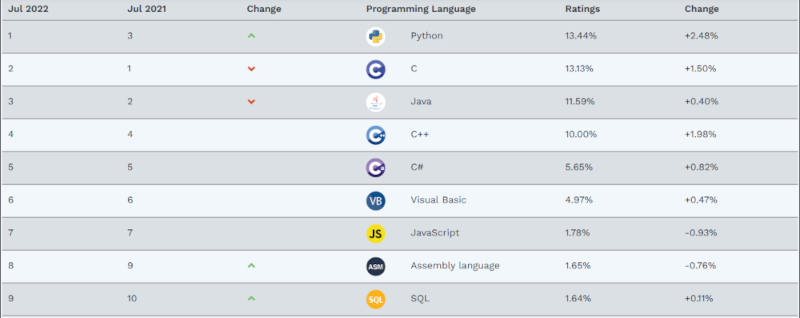 Jul 2022 Jul 2021 Change Programming Language Ratings Change
1 3 Python 13.44% +2.48%
2 1 C 13.13% +1.50%
3 2 Java 11.59% +0.40%
4 4 C++ 10.00% +1.98%
5 5 C# 5.65% +0.82%
6 6 VB Visual Basic 4.97% +0.47%
7 7 JS JavaScript 1.78% -0.93%
8 9 ASM Assembly language 1.65% -0.76%
9 10 SQL SQL 1.64% +0.11%